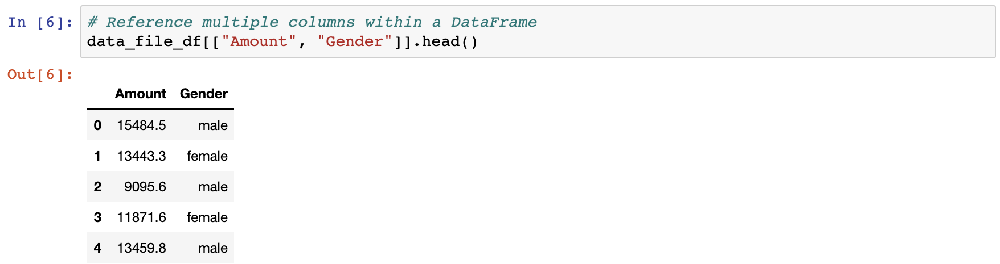 In [6]: # Reference multiple columns within a DataFrame
data_file_df[["Amount", "Gender"]].head()
Out[6]:
Amount Gender
0 15484.5 male
1 13443.3 female
2 9095.6 male
3 11871.6 female
4 13459.8 male